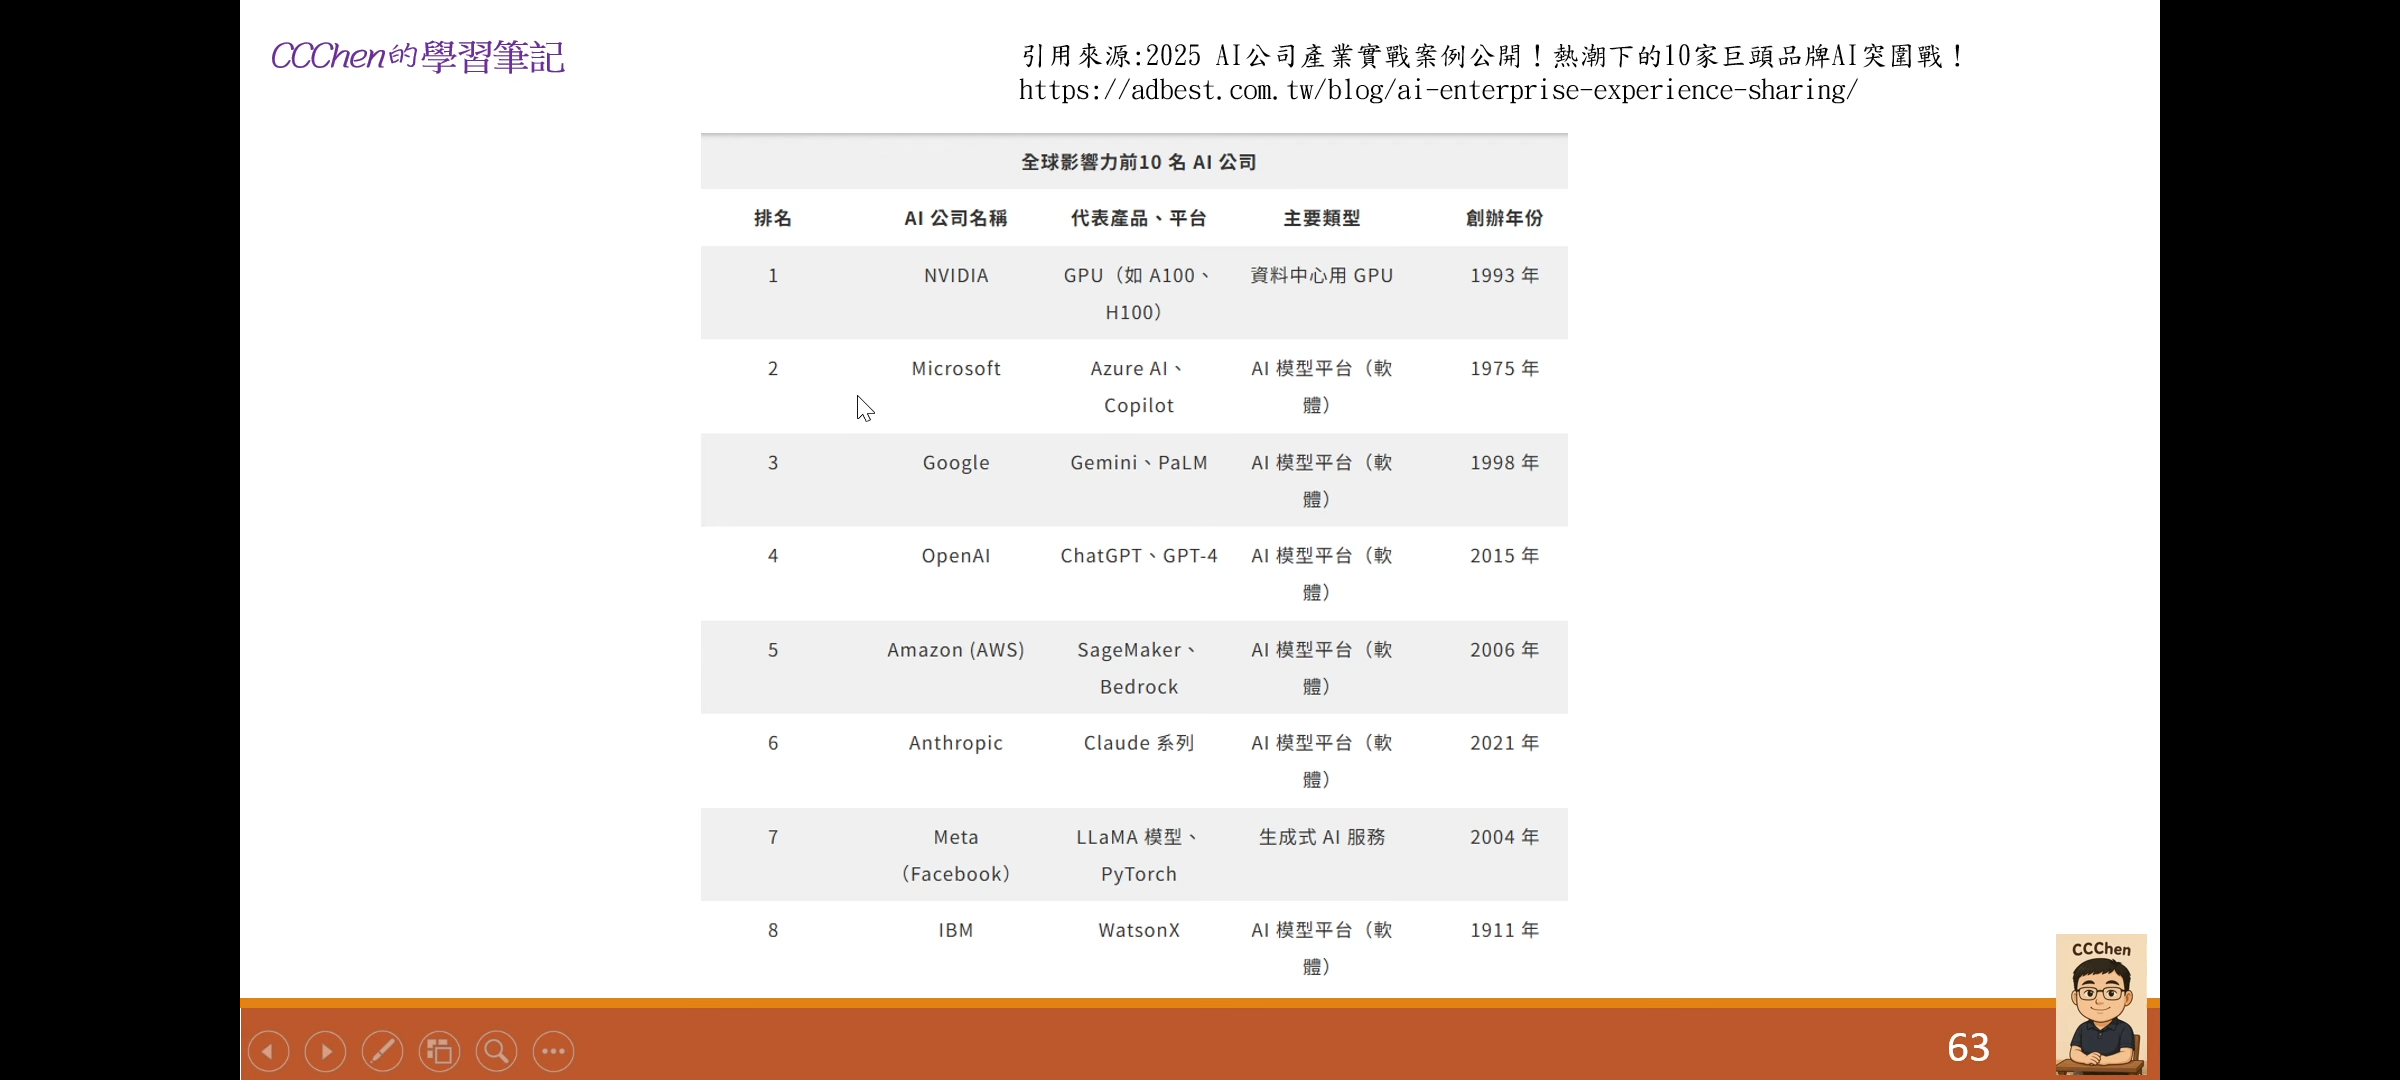 CCChen的學習筆記
引用來源:2025 AI公司產業實戰案例公開！熱潮下的10家巨頭品牌AI突圍戰！
https://adbest.com.tw/blog/ai-enterprise-experience-sharing/
全球影響力前10 名 AI 公司
排名 AI 公司名稱 代表產品、平台 主要類型 創辦年份
1 NVIDIA GPU（如 A100、 資料中心用 GPU 1993 年
H100）
2 Microsoft Azure AI、 AI 模型平台（軟 1975 年
Copilot 體）
3 Google Gemini、PaLM AI 模型平台（軟 1998 年
體）
4 OpenAI ChatGPT、GPT-4 AI 模型平台（軟 2015 年
體）
5 Amazon (AWS) SageMaker、 AI 模型平台（軟 2006 年
Bedrock 體）
6 Anthropic Claude 系列 AI 模型平台（軟 2021 年
體）
7 Meta LLaMA 模型、 生成式 AI 服務 2004 年
（Facebook） PyTorch
8 IBM WatsonX AI 模型平台（軟 1911 年
體）
CCChen
63